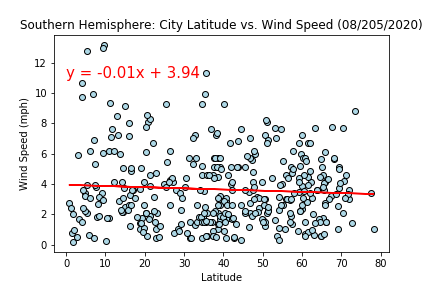 Southern Hemisphere: City Latitude vs. Wind Speed (08/205/2020)
y = -0.01x + 3.94
Wind Speed (mph)
12
10
8
6
4
2
0
0 10 20 30 40 50 60 70 80
Latitude